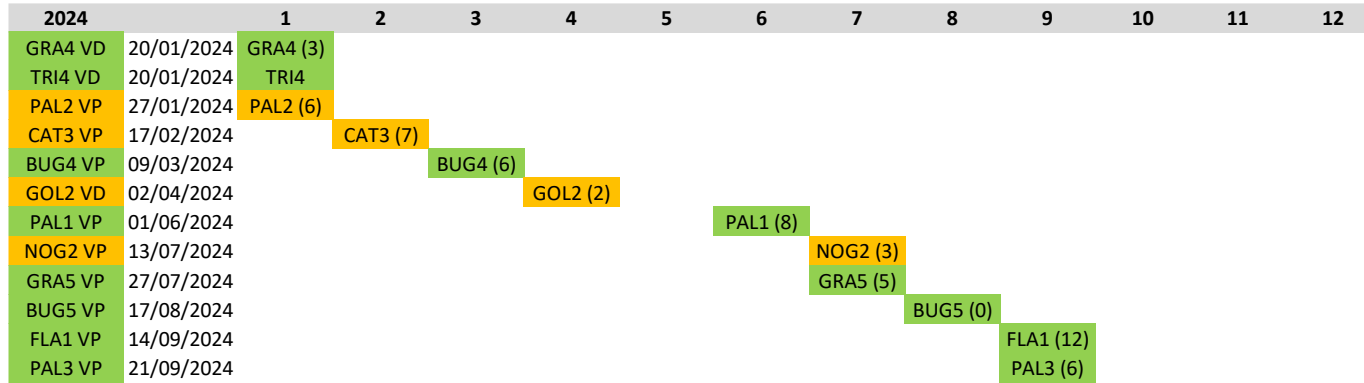 2024 1 2 3 4 5 6 7 8 9 10 11 12
GRA4 VD 20/01/2024 GRA4 (3)
TRI4 VD 20/01/2024 TRI4
PAL2 VP 27/01/2024 PAL2 (6)
CAT3 VP 17/02/2024 CAT3 (7)
BUG4 VP 09/03/2024 BUG4 (6)
GOL2 VD 02/04/2024 GOL2 (2)
PAL1 VP 01/06/2024 PAL1 (8)
NOG2 VP 13/07/2024 NOG2 (3)
GRA5 VP 27/07/2024 GRA5 (5)
BUG5 VP 17/08/2024 BUG5 (0)
FLA1 VP 14/09/2024 FLA1 (12)
PAL3 VP 21/09/2024 PAL3 (6)